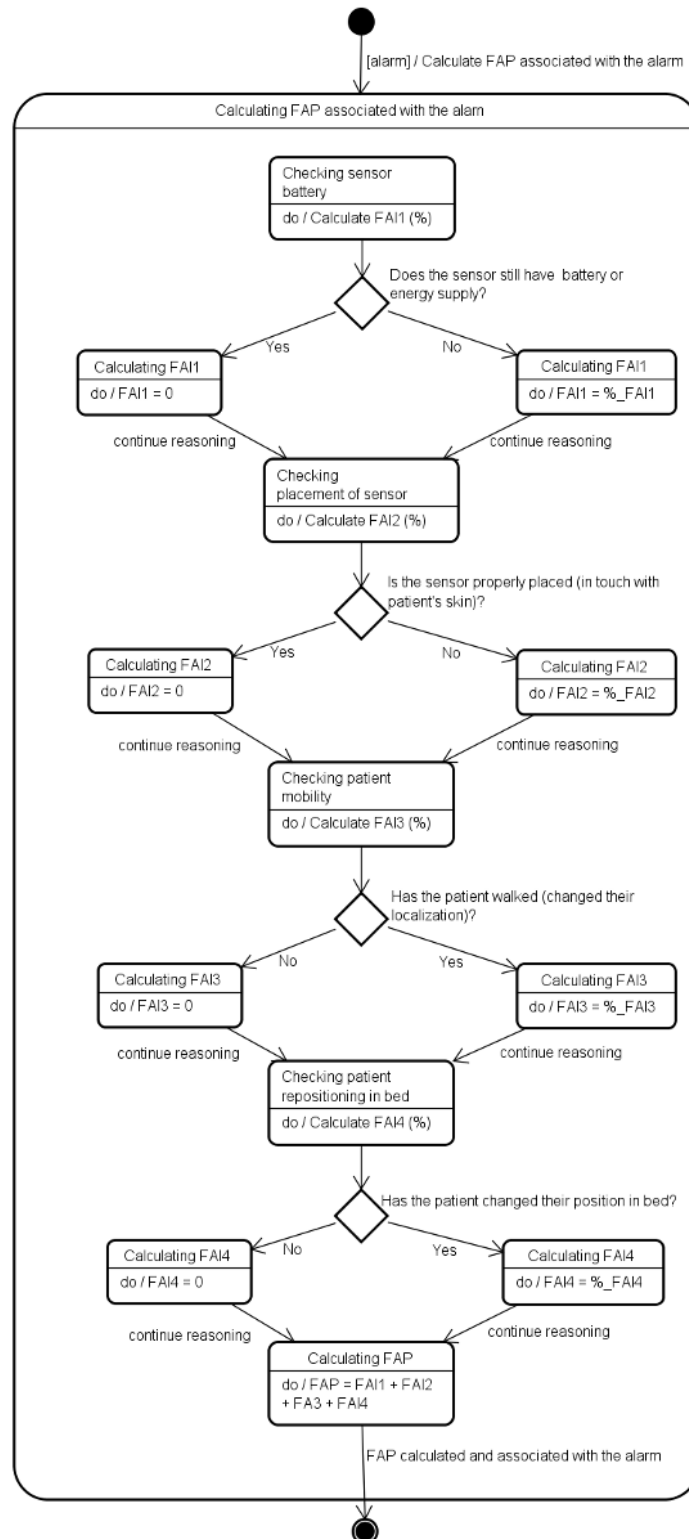 [alarm] / Calculate FAP associated with the alarm
Calculating FAP associated with the alarn
Checking sensor
battery
do / Calculate FAI1 (%)
Does the sensor still have battery or
energy supply?
Yes
No
Calculating FAI1
do / FAI1 = 0
Calculating FAI1
do / FAI1 = %_FAI1
continue reasoning
continue reasoning
Checking
placement of sensor
do / Calculate FAI2 (%)
Is the sensor properly placed (in touch with
patient's skin)?
Yes
No
Calculating FAI2
do / FAI2 = 0
Calculating FAI2
do / FAI2 = %_FAI2
continue reasoning
continue reasoning
Checking patient
mobility
do / Calculate FAI3 (%)
Has the patient walked (changed their
localization)?
No
Yes
Calculating FAI3
do / FAI3 = 0
Calculating FAI3
do / FAI3 = %_FAI3
continue reasoning
continue reasoning
Checking patient
repositioning in bed
do / Calculate FAI4 (%)
Has the patient changed their position in bed?
No
Yes
Calculating FAI4
do / FAI4 = 0
Calculating FAI4
do / FAI4 = %_FAI4
continue reasoning
continue reasoning
Calculating FAP
do / FAP = FAI1 + FAI2
+ FA3 + FAI4
FAP calculated and associated with the alarm